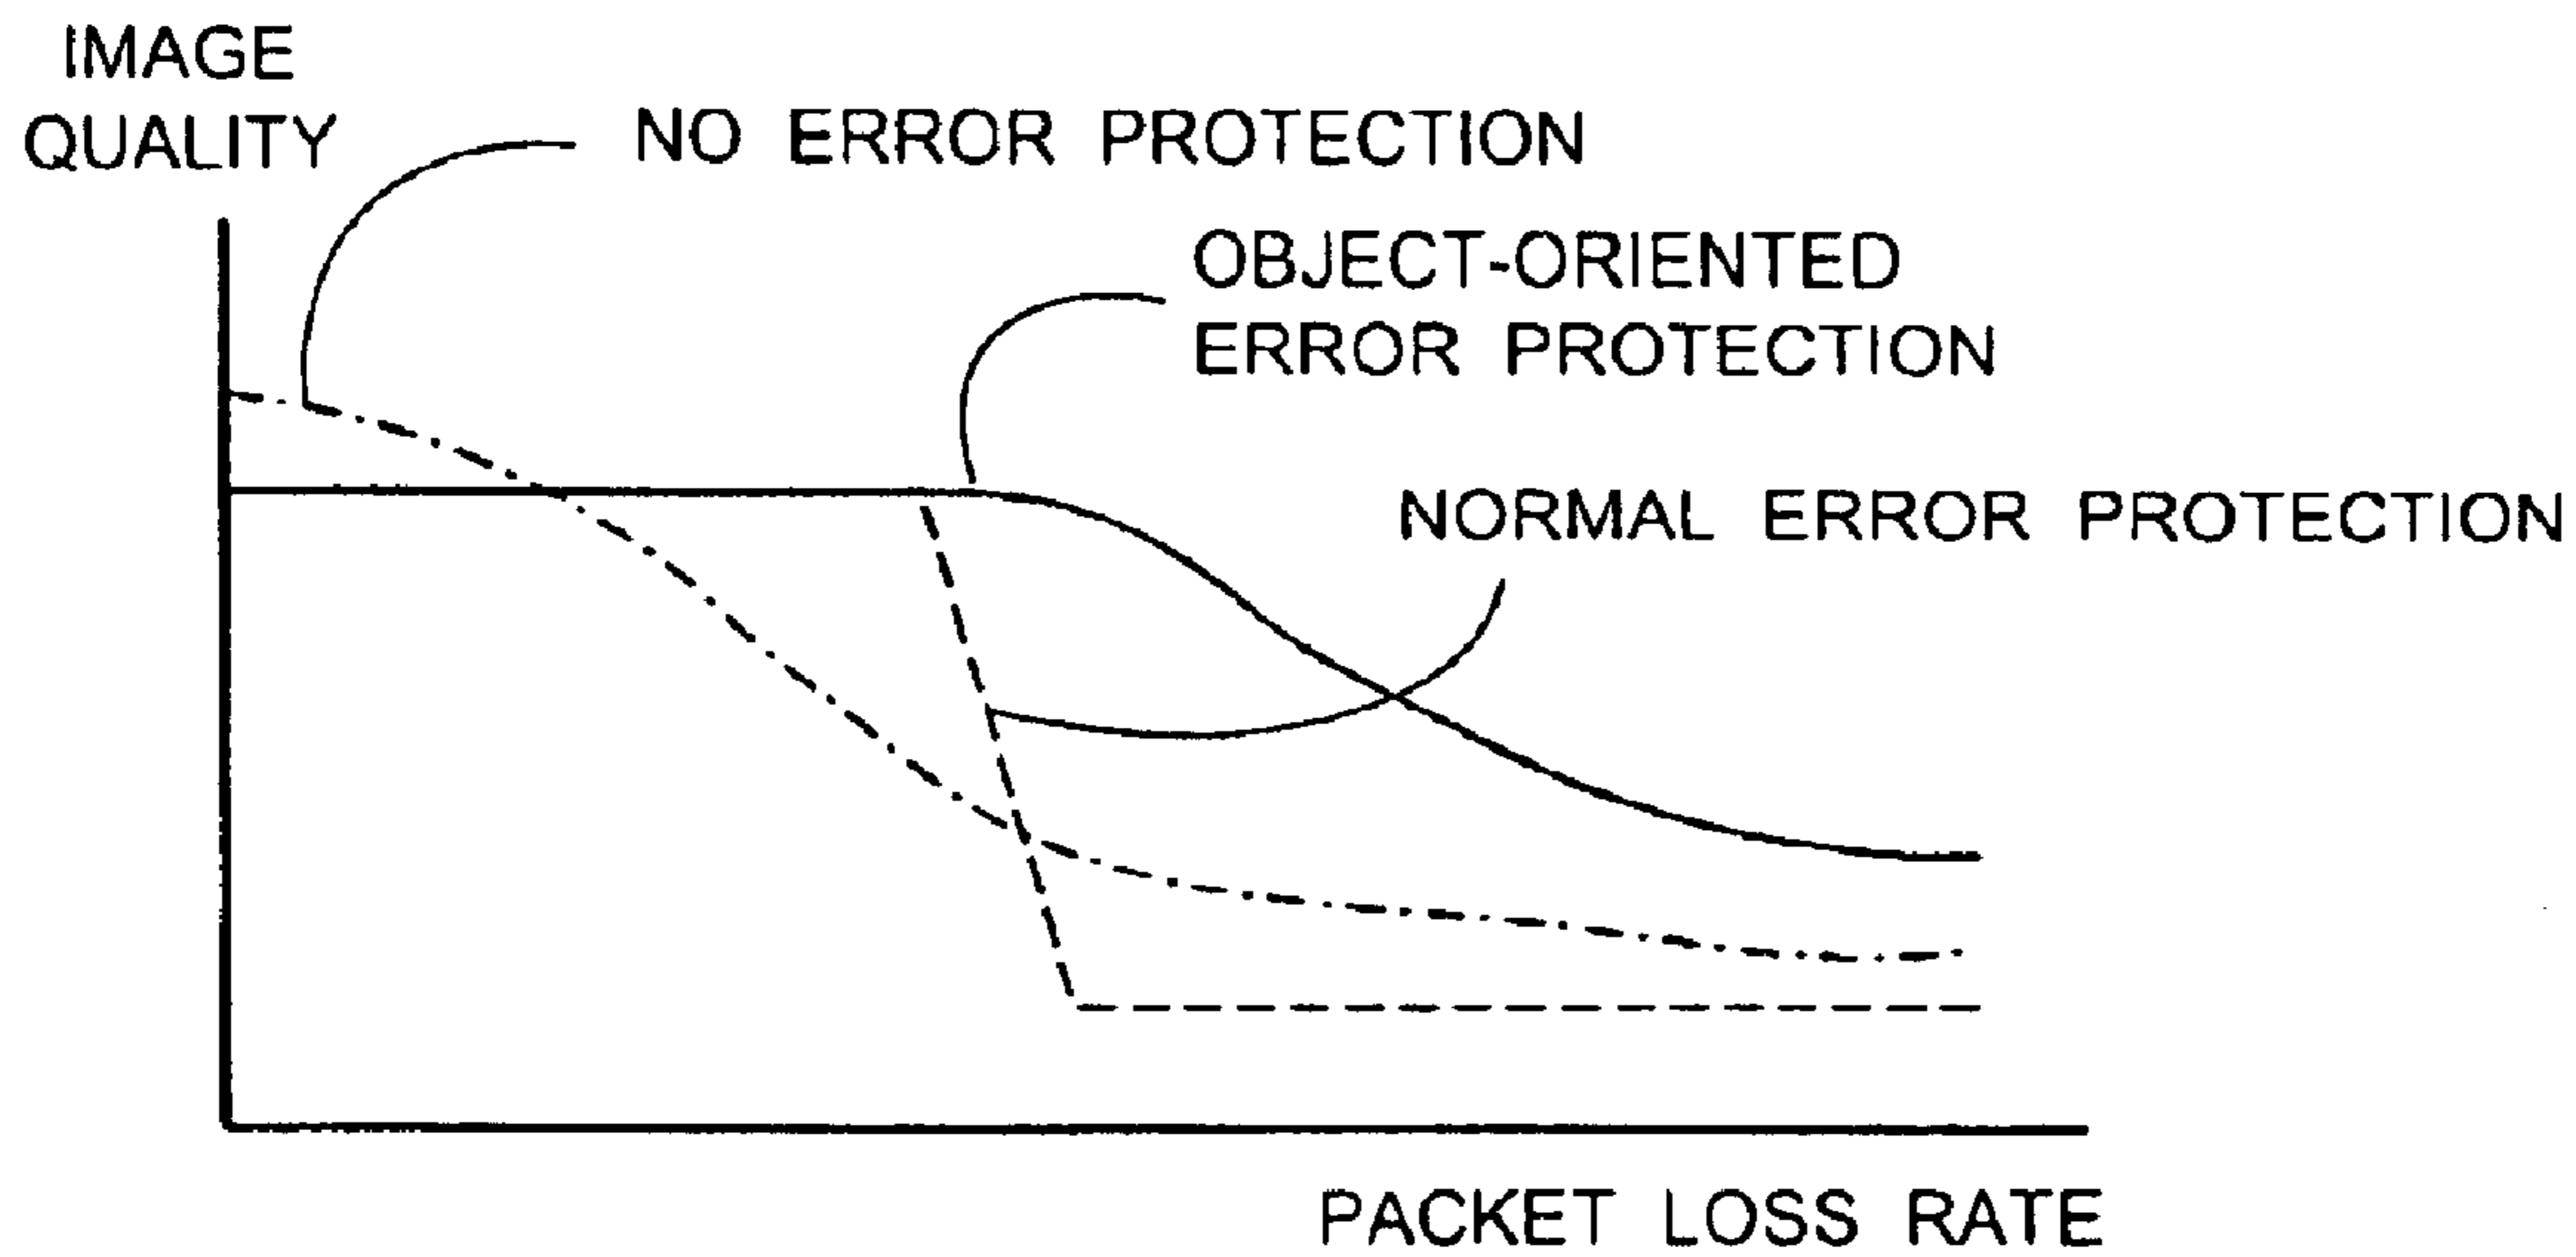 IMAGE
QUALITY
NO ERROR PROTECTION
OBJECT-ORIENTED
ERROR PROTECTION
NORMAL ERROR PROTECTION
PACKET LOSS RATE